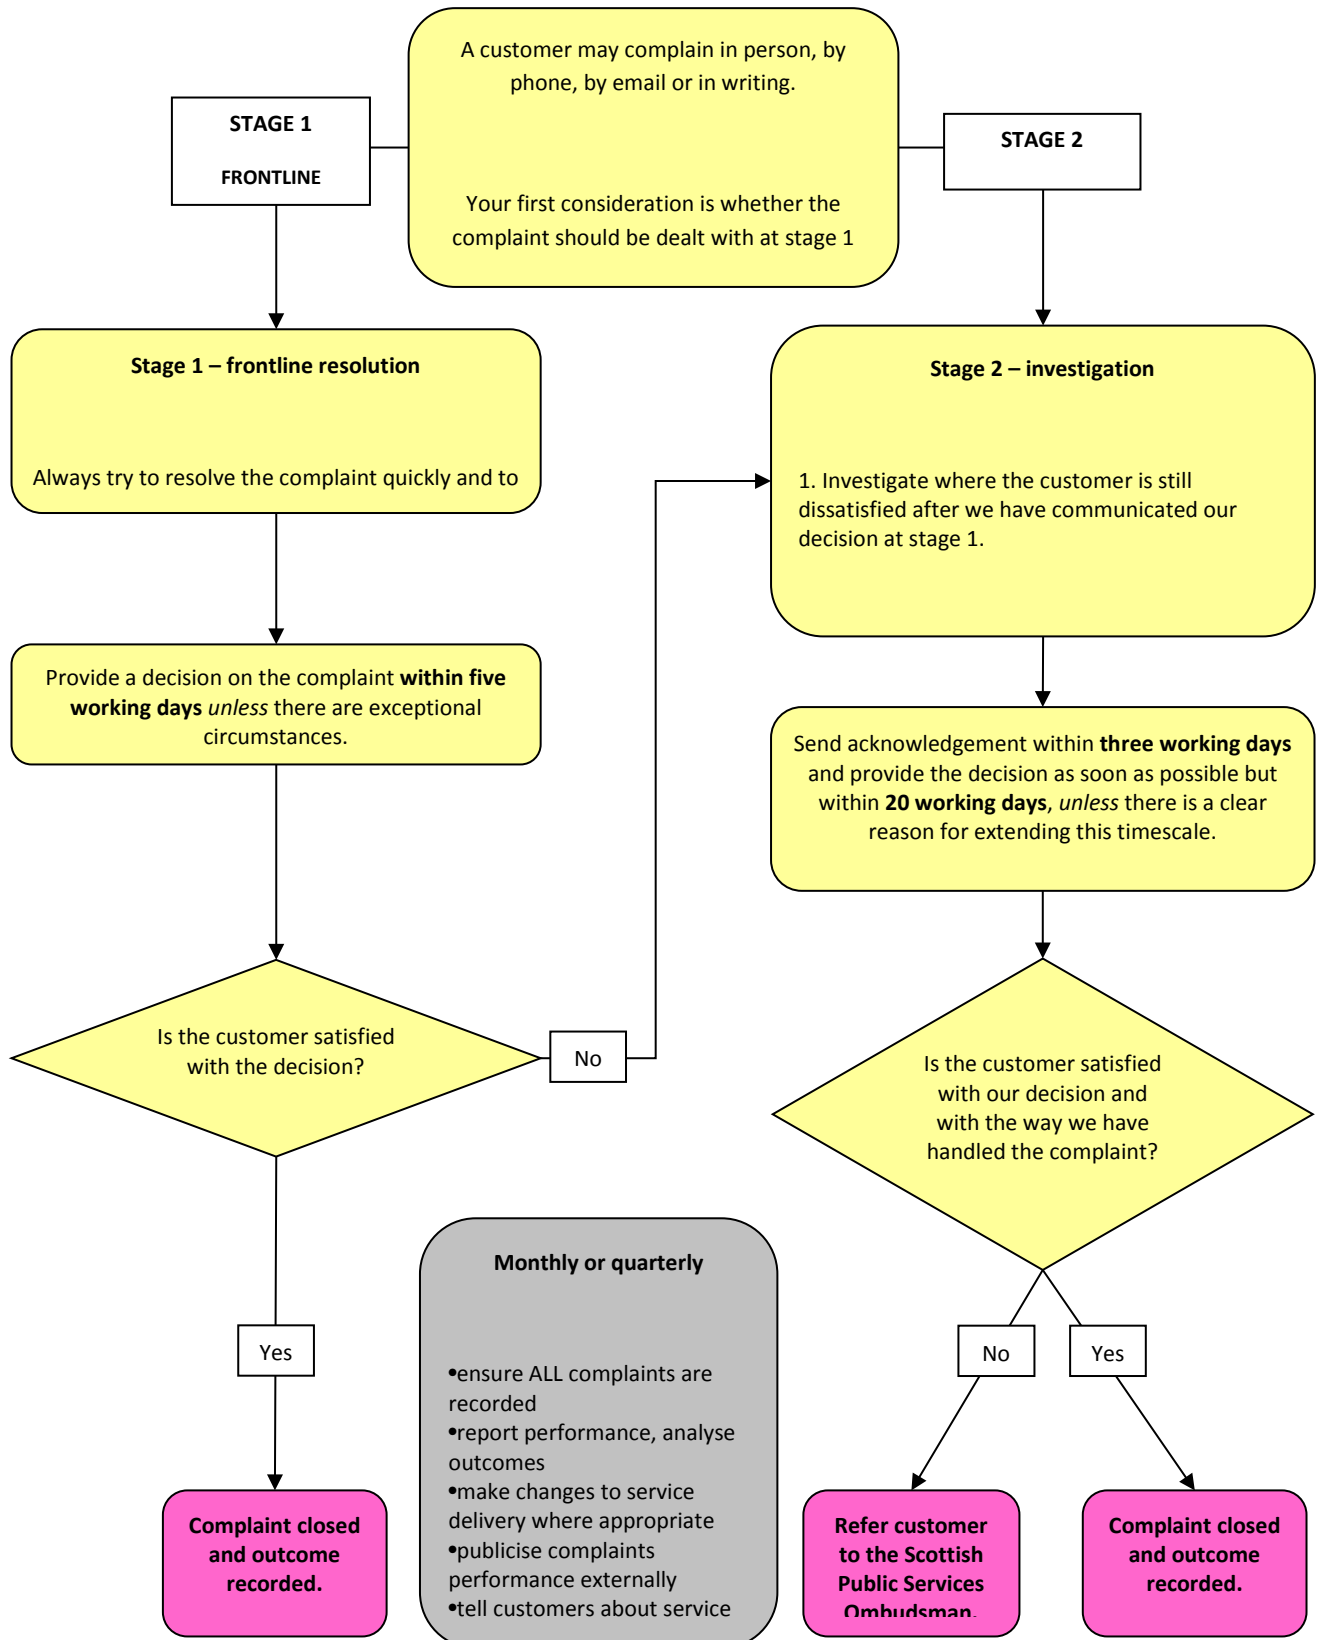 A customer may complain in person, by
phone, by email or in writing.
Your first consideration is whether the
complaint should be dealt with at stage 1
STAGE 1
FRONTLINE
STAGE 2
Stage 1 – frontline resolution
Always try to resolve the complaint quickly and to
Stage 2 – investigation
1. Investigate where the customer is still
dissatisfied after we have communicated our
decision at stage 1.
Provide a decision on the complaint within five
working days unless there are exceptional
circumstances.
Send acknowledgement within three working days
and provide the decision as soon as possible but
within 20 working days, unless there is a clear
reason for extending this timescale.
Is the customer satisfied
with the decision?
No
Is the customer satisfied
with our decision and
with the way we have
handled the complaint?
Yes
Monthly or quarterly
•ensure ALL complaints are
recorded
•report performance, analyse
outcomes
•make changes to service
delivery where appropriate
•publicise complaints
performance externally
•tell customers about service
No
Yes
Complaint closed
and outcome
recorded.
Refer customer
to the Scottish
Public Services
Ombudsman.
Complaint closed
and outcome
recorded.